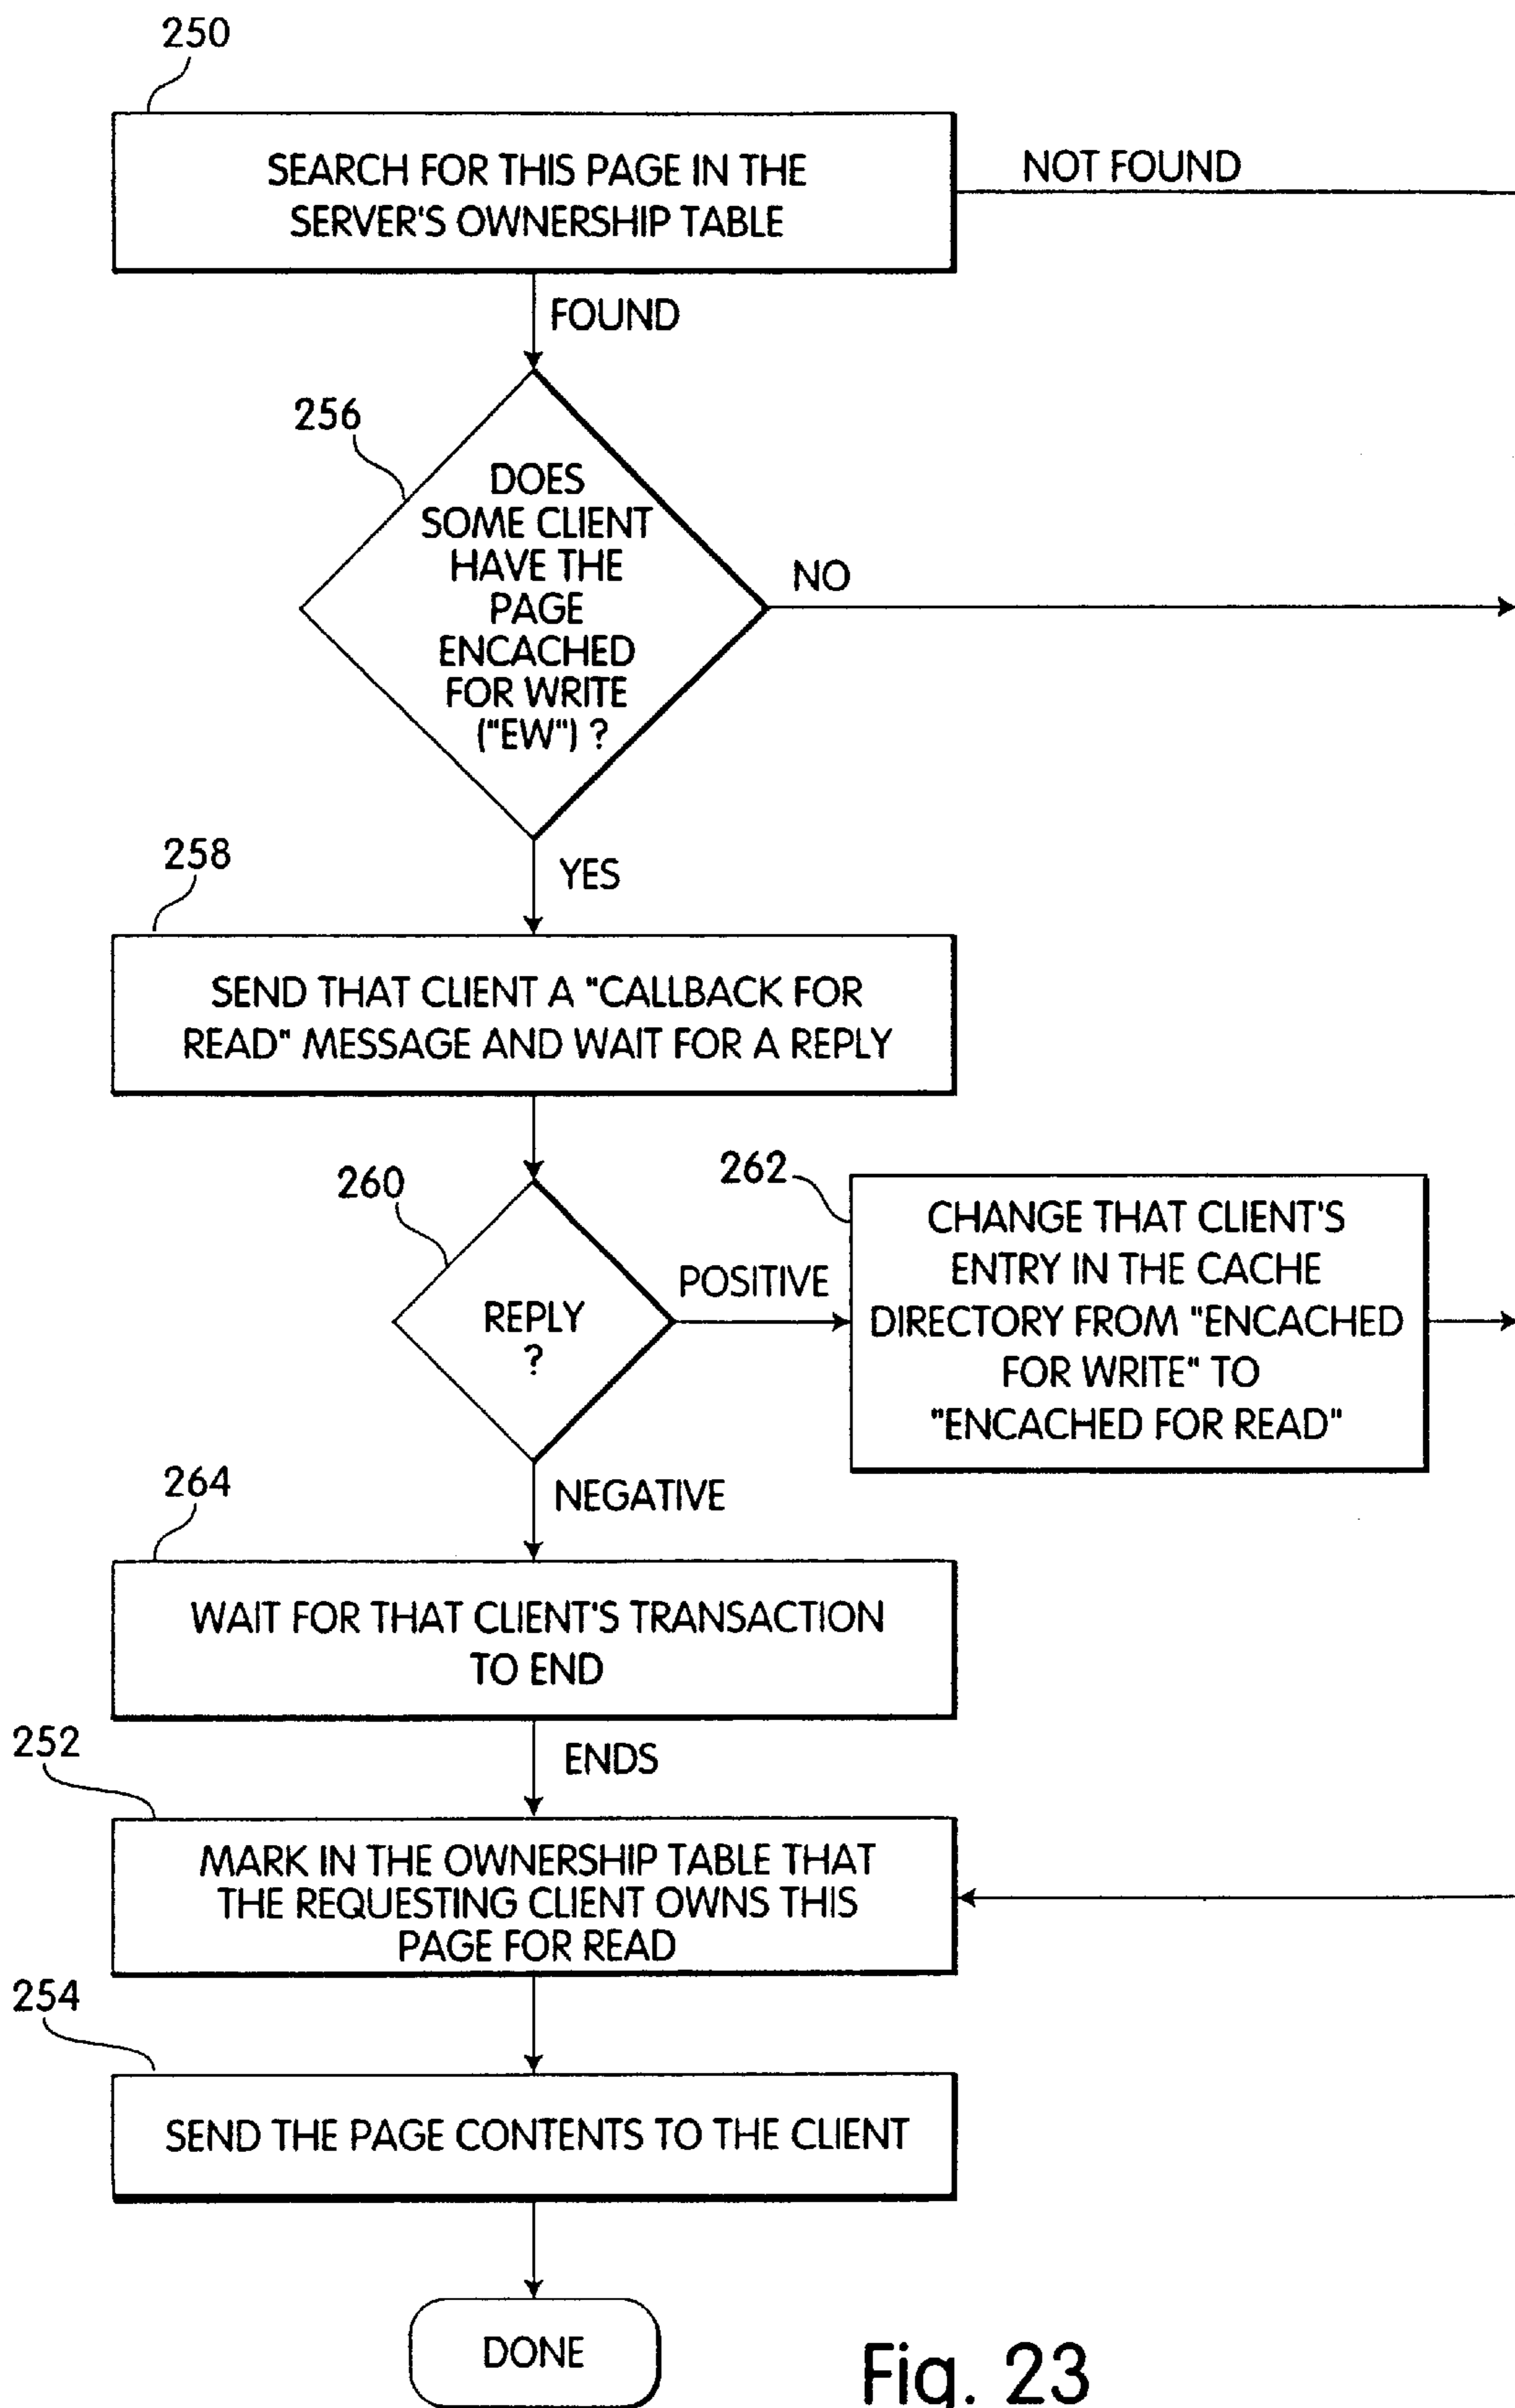 250
SEARCH FOR THIS PAGE IN THE
SERVER'S OWNERSHIP TABLE
NOT FOUND
FOUND
256
DOES
SOME CLIENT
HAVE THE
PAGE
ENCACHED
FOR WRITE
("EW") ?
NO
YES
258
SEND THAT CLIENT A "CALLBACK FOR
READ" MESSAGE AND WAIT FOR A REPLY
260
REPLY
?
POSITIVE
262
CHANGE THAT CLIENT'S
ENTRY IN THE CACHE
DIRECTORY FROM "ENCACHED
FOR WRITE" TO
"ENCACHED FOR READ"
NEGATIVE
264
WAIT FOR THAT CLIENT'S TRANSACTION
TO END
ENDS
252
MARK IN THE OWNERSHIP TABLE THAT
THE REQUESTING CLIENT OWNS THIS
PAGE FOR READ
254
SEND THE PAGE CONTENTS TO THE CLIENT
DONE
Fig. 23